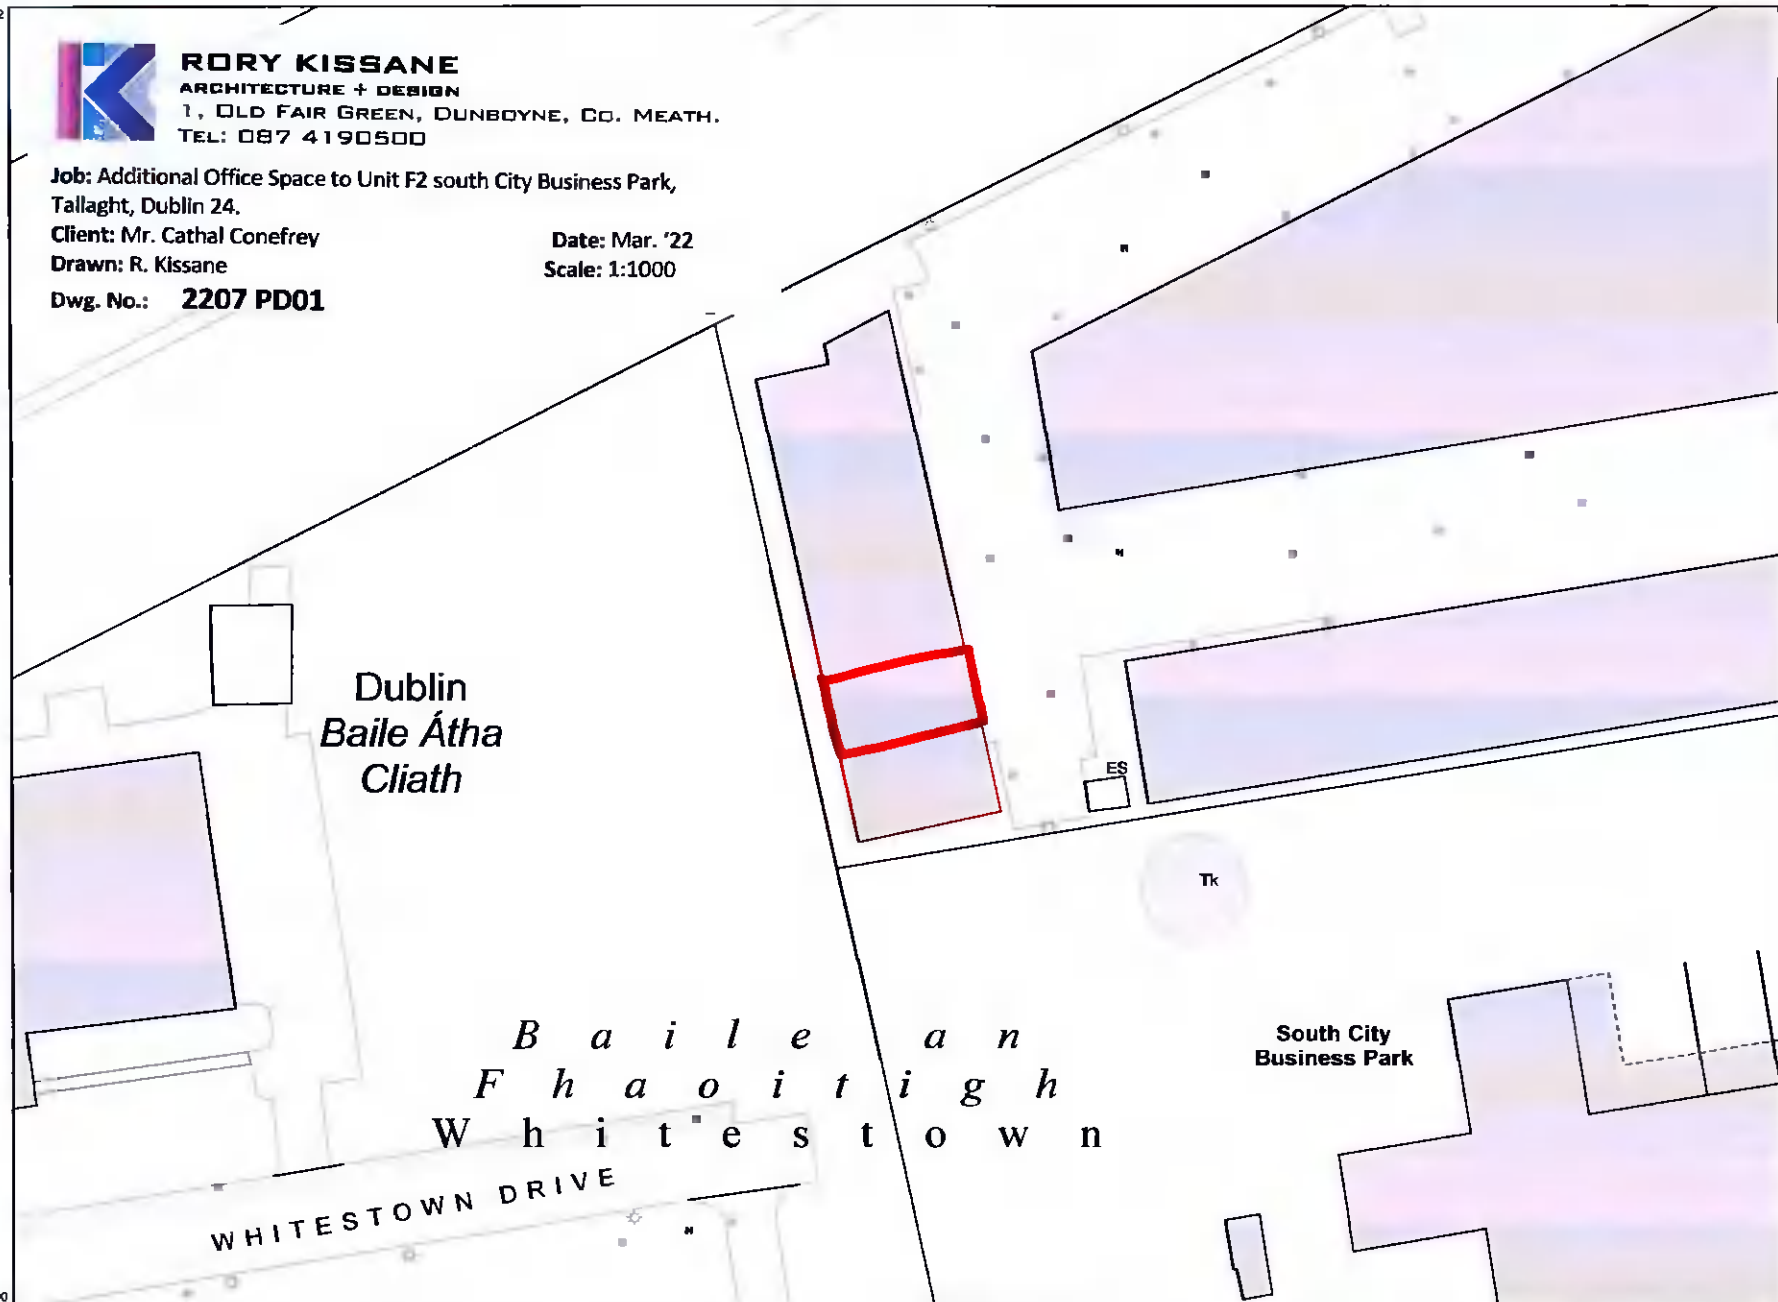 RORY KISSANE
ARCHITECTURE + DESIGN
1, OLD FAIR GREEN, DUNBOYNE, CO. MEATH.
TEL: 087 4190500
Job: Additional Office Space to Unit F2 south City Business Park,
Tallaght, Dublin 24.
Client: Mr. Cathal Conefrey
Date: Mar. '22
Drawn: R. Kissane
Scale: 1:1000
Dwg. No.: 2207 PD01
Dublin
Baile Átha
Cliath
ES
Tk
Baile an
Fhaoitigh
Whitestown
South City
Business Park
WHITESTOWN DRIVE